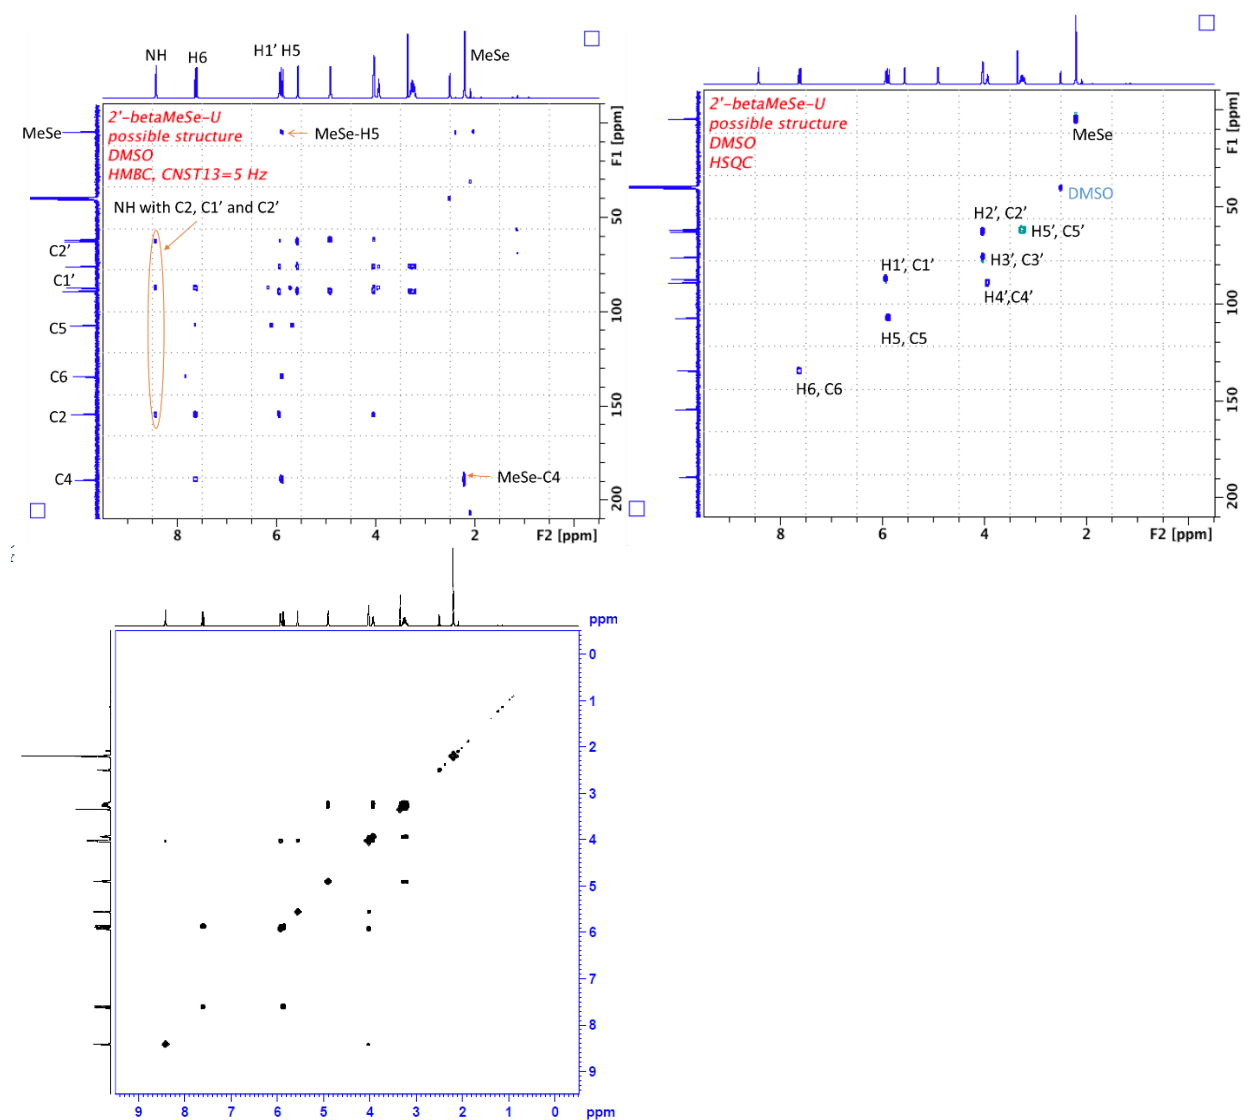 NH
H6
H1' H5
MeSe
MeSe
2'-betaMeSe-U
possible structure
DMSO
HMBC, CNST13=5 Hz
MeSe-H5
NH with C2, C1' and C2'
C2'
C1'
C5
C6
C2
C4
MeSe-C4
F1 [ppm]
50
100
150
200
8
6
4
2
F2 [ppm]
2'-betaMeSe-U
possible structure
DMSO
HSQC
MeSe
DMSO
H2', C2'
H5', C5'
H1', C1'
H3', C3'
H4',C4'
H5, C5
H6, C6
F1 [ppm]
50
100
150
200
8
6
4
2
F2 [ppm]
ppm
0
1
2
3
4
5
6
7
8
9
9
8
7
6
5
4
3
2
1
0
ppm